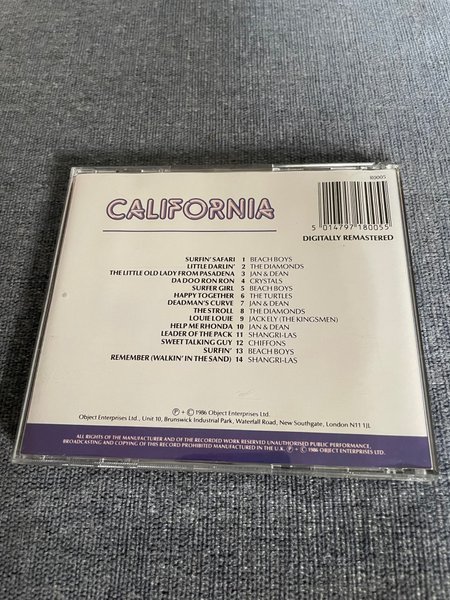 R0005
CALIFORNIA
5 014797 180055
DIGITALLY REMASTERED
SURFIN' SAFARI 1 BEACH BOYS
LITTLE DARLIN' 2 THE DIAMONDS
THE LITTLE OLD LADY FROM PASADENA 3 JAN & DEAN
DA DOO RON RON 4 CRYSTALS
SURFER GIRL 5 BEACH BOYS
HAPPY TOGETHER 6 THE TURTLES
DEADMAN'S CURVE 7 JAN & DEAN
THE STROLL 8 THE DIAMONDS
LOUIE LOUIE 9 JACK ELY (THE KINGSMEN)
HELP ME RHONDA 10 JAN & DEAN
LEADER OF THE PACK 11 SHANGRI-LAS
SWEET TALKING GUY 12 CHIFFONS
SURFIN' 13 BEACH BOYS
REMEMBER (WALKIN' IN THE SAND) 14 SHANGRI-LAS
℗ + © 1986 Object Enterprises Ltd.
Object Enterprises Ltd., Unit 10, Brunswick Industrial Park, Waterfall Road, New Southgate, London N11 1JL
ALL RIGHTS OF THE MANUFACTURER AND OF THE RECORDED WORK RESERVED UNAUTHORISED PUBLIC PERFORMANCE,
BROADCASTING AND COPYING OF THIS RECORD PROHIBITED MANUFACTURED IN THE U.K. ℗ + © 1986 OBJECT ENTERPRISES LTD.